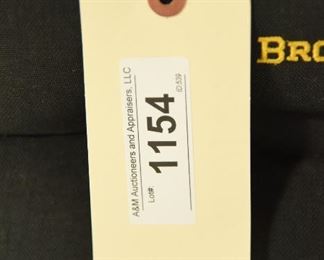 A&M Auctioneers and Appraisers, LLC
Lot#: 1154
ID:539
BRO